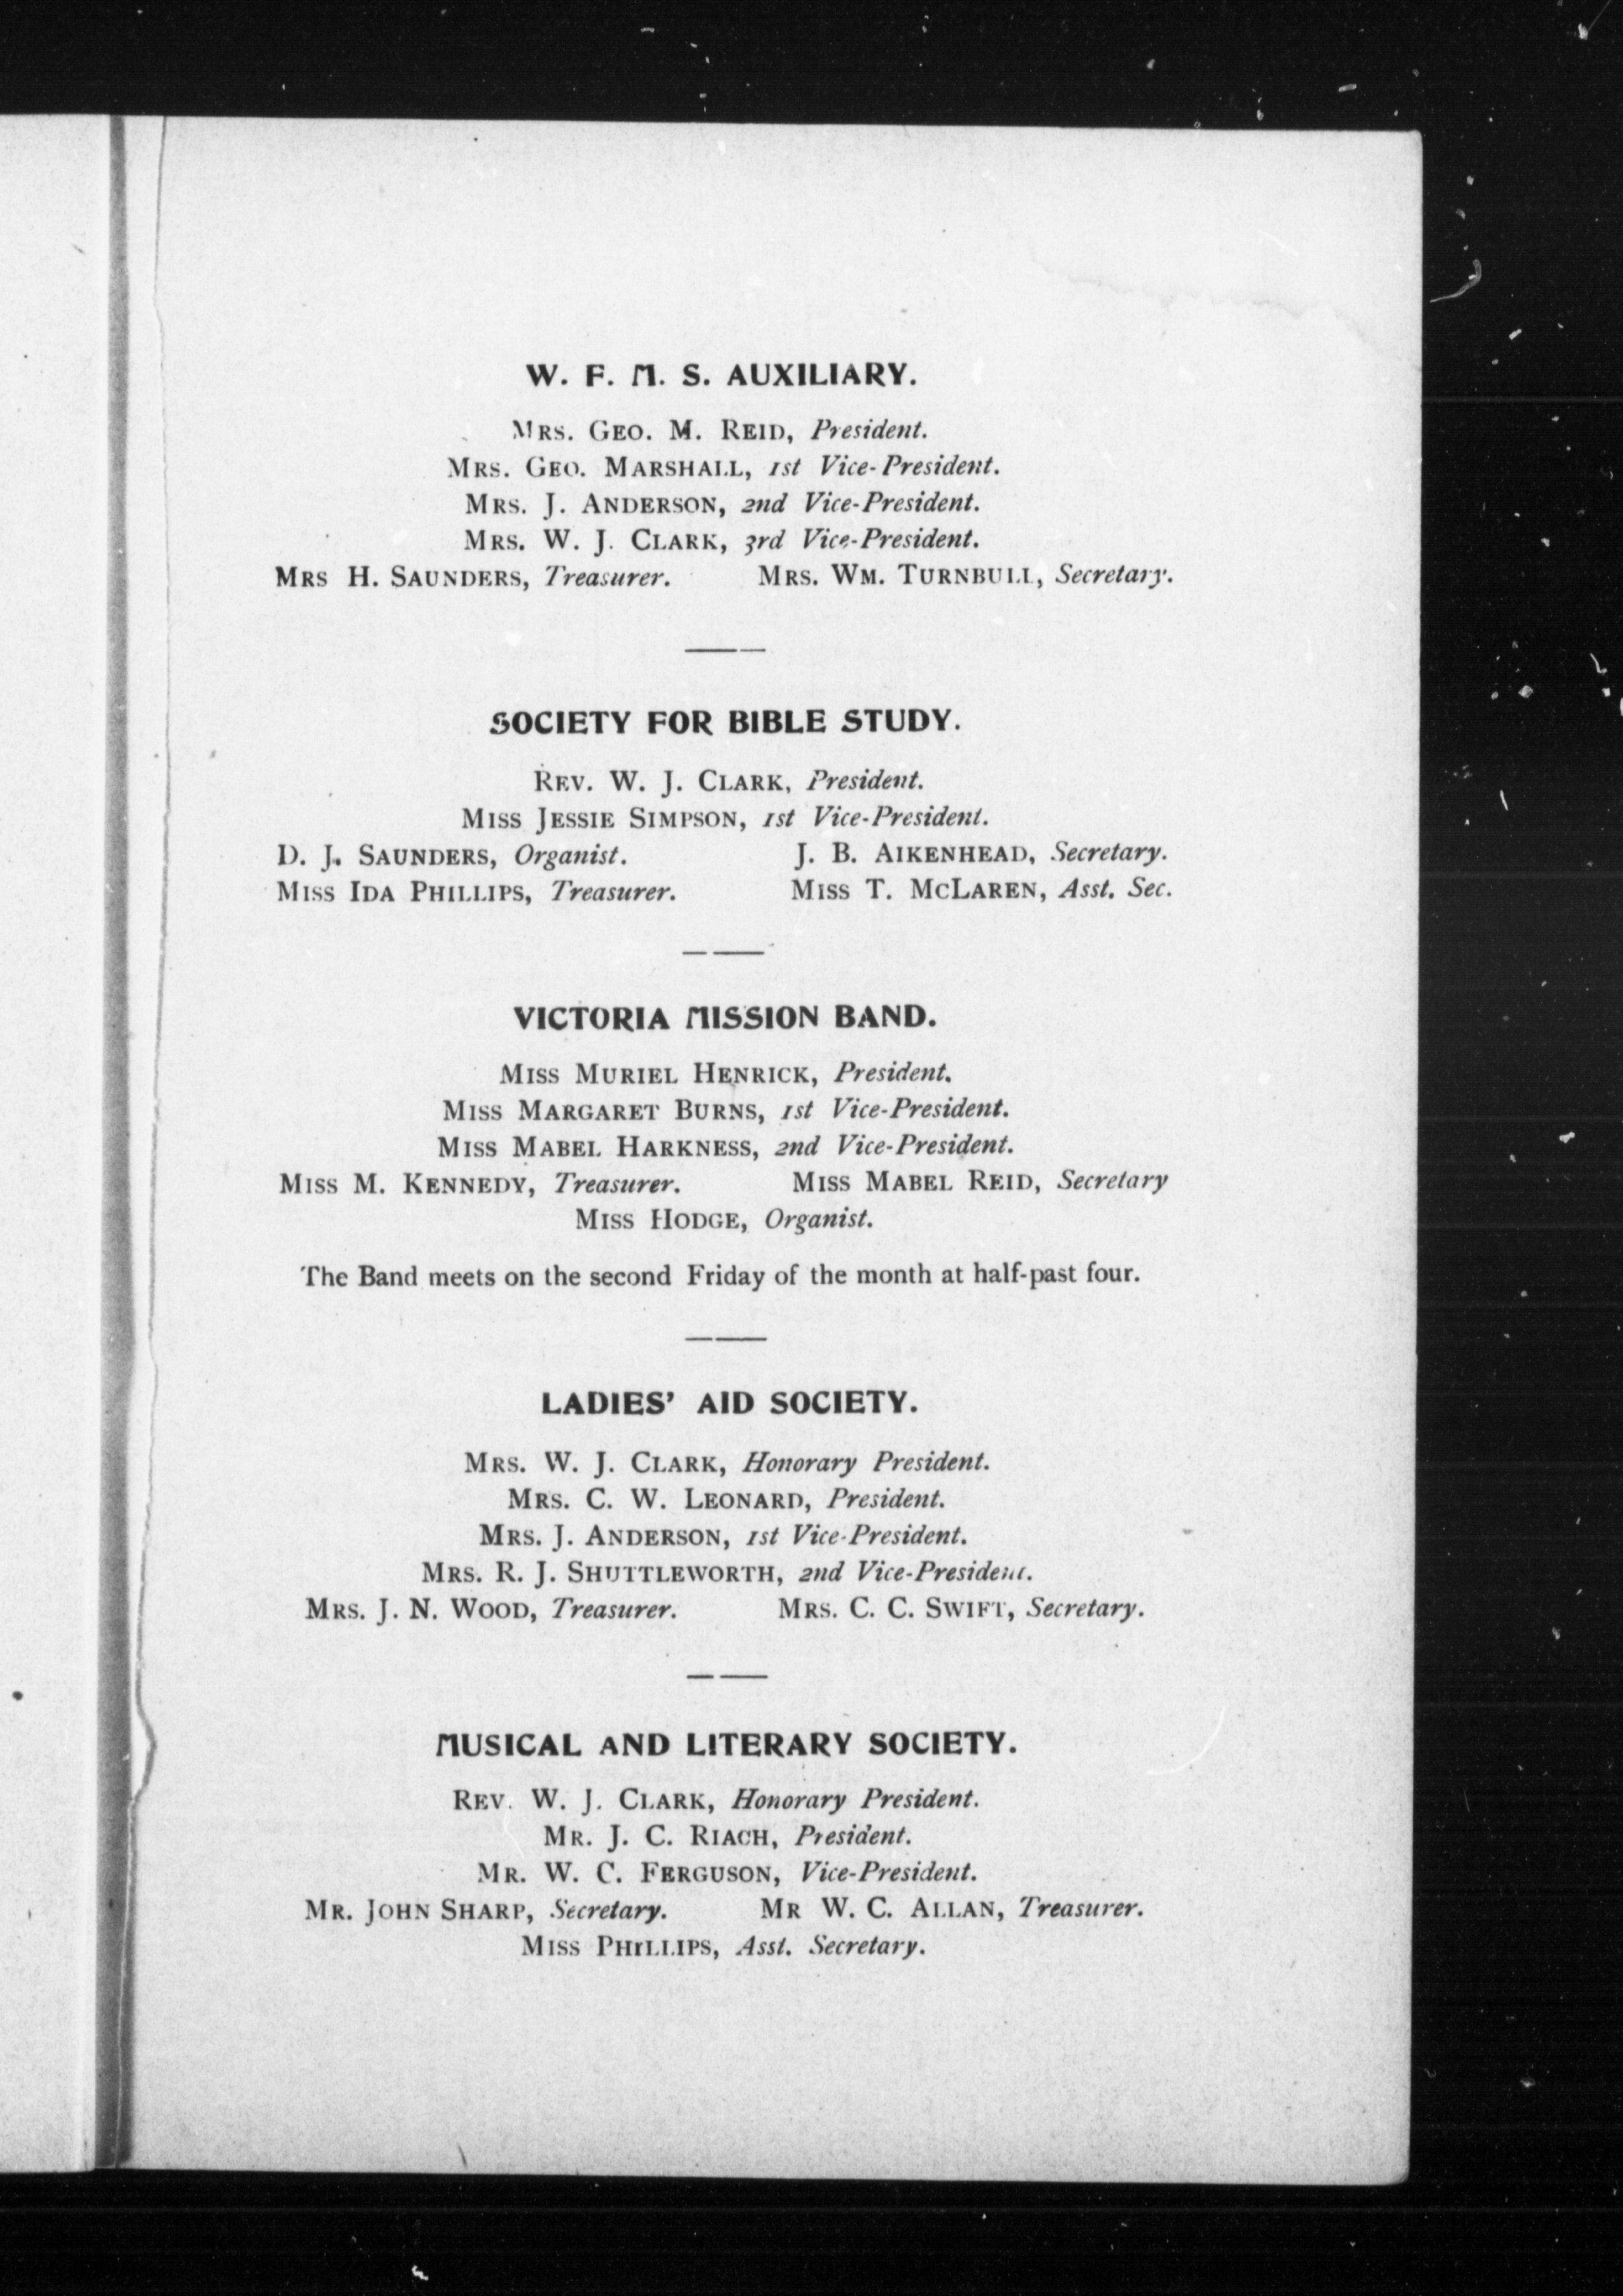 W. F. M. S. AUXILIARY.
MRS. GEO. M. REID, President.
MRS. GEO. MARSHALL, 1st Vice-President.
MRS. J. ANDERSON, 2nd Vice-President.
MRS. W. J. CLARK, 3rd Vice-President.
MRS H. SAUNDERS, Treasurer. MRS. WM. TURNBULL, Secretary.
SOCIETY FOR BIBLE STUDY.
REV. W. J. CLARK, President.
MISS JESSIE SIMPSON, 1st Vice-President.
D. J. SAUNDERS, Organist. J. B. AIKENHEAD, Secretary.
MISS IDA PHILLIPS, Treasurer. MISS T. MCLAREN, Asst. Sec.
VICTORIA MISSION BAND.
MISS MURIEL HENRICK, President.
MISS MARGARET BURNS, 1st Vice-President.
MISS MABEL HARKNESS, 2nd Vice-President.
MISS M. KENNEDY, Treasurer. MISS MABEL REID, Secretary
MISS HODGE, Organist.
The Band meets on the second Friday of the month at half-past four.
LADIES' AID SOCIETY.
MRS. W. J. CLARK, Honorary President.
MRS. C. W. LEONARD, President.
MRS. J. ANDERSON, 1st Vice-President.
MRS. R. J. SHUTTLEWORTH, 2nd Vice-President.
MRS. J. N. WOOD, Treasurer. MRS. C. C. SWIFT, Secretary.
MUSICAL AND LITERARY SOCIETY.
REV. W. J. CLARK, Honorary President.
MR. J. C. RIACH, President.
MR. W. C. FERGUSON, Vice-President.
MR. JOHN SHARP, Secretary. MR W. C. ALLAN, Treasurer.
MISS PHILLIPS, Asst. Secretary.